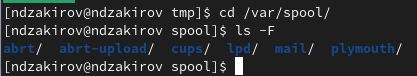 [ndzakirov@ndzakirov tmp]$ cd /var/spool/
[ndzakirov@ndzakirov spool]$ ls -F
abrt/  abrt-upload/  cups/  lpd/  mail/  plymouth/
[ndzakirov@ndzakirov spool]$